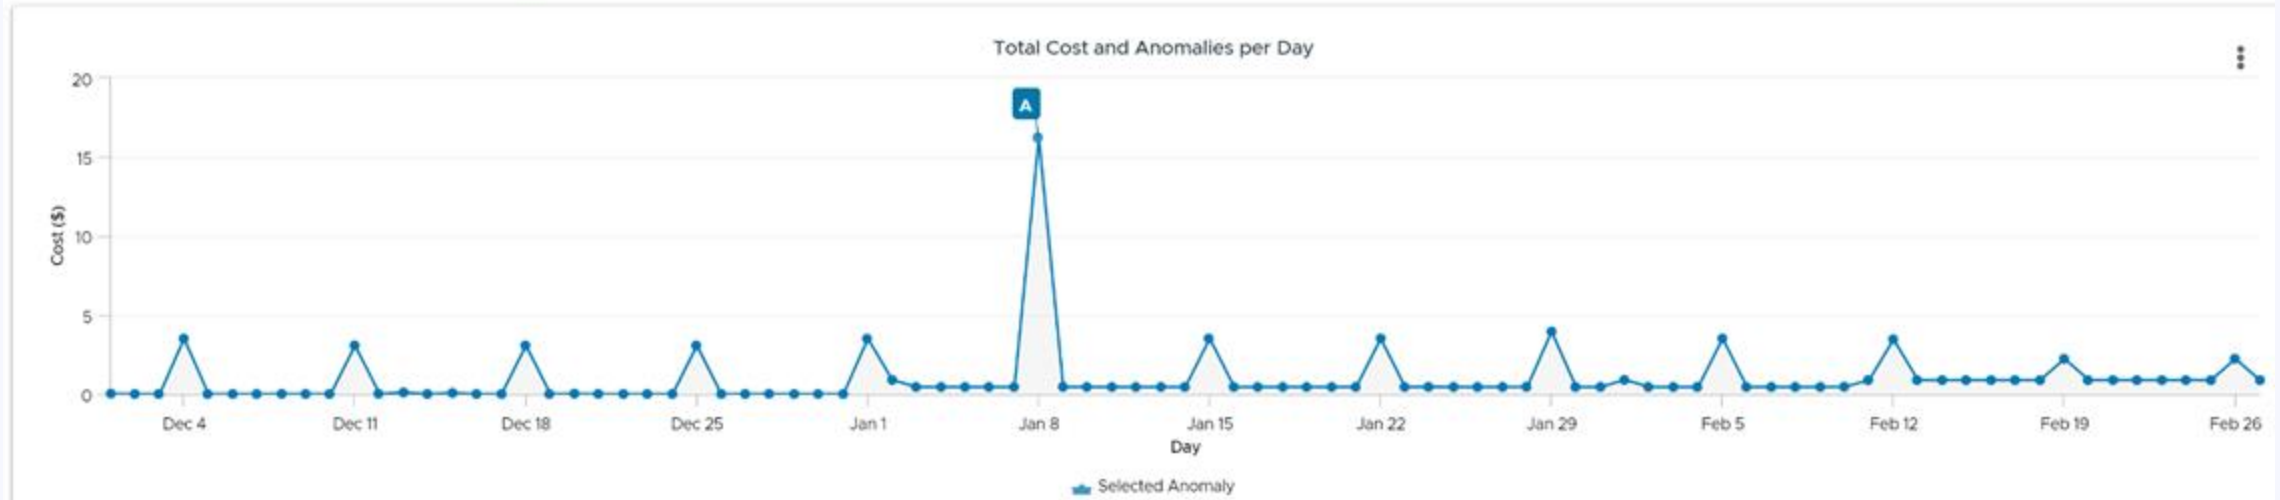 Total Cost and Anomalies per Day
20
A
15
Cost ($)
10
5
0
Dec 4 Dec 11 Dec 18 Dec 25 Jan 1 Jan 8 Jan 15 Jan 22 Jan 29 Feb 5 Feb 12 Feb 19 Feb 26
Day
Selected Anomaly